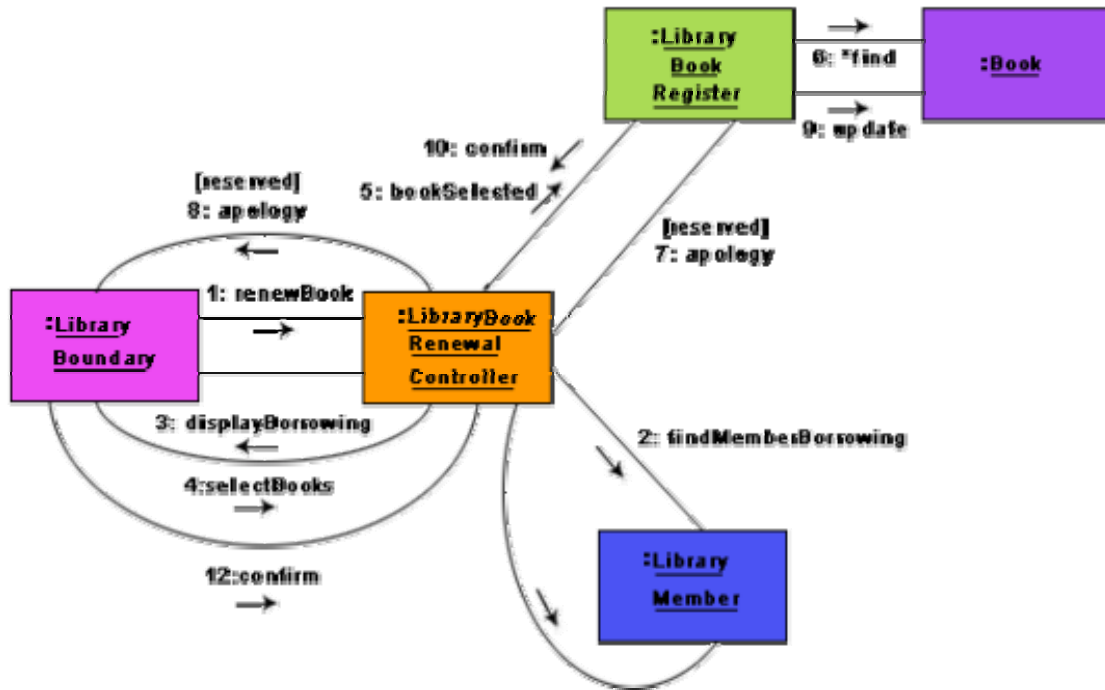 :Library
Book
Register
6: *find
:Book
9: update
10: confirm
5: bookSelected
[reserved]
8: apology
[reserved]
7: apology
1: renewBook
:Library
Boundary
:LibraryBook
Renewal
Controller
3: displayBorrowing
2: findMemberBorrowing
4:selectBooks
12:confirm
:Library
Member